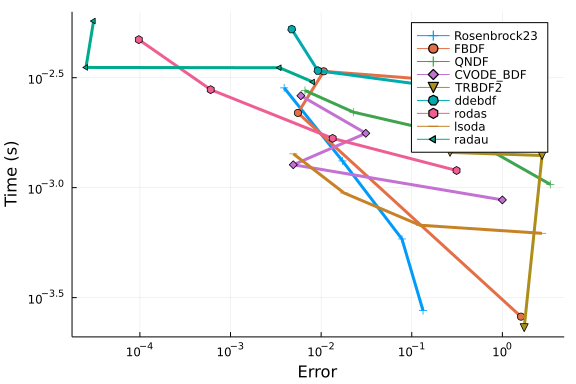 Rosenbrock23
FBDF
QNDF
CVODE_BDF
TRBDF2
ddebdf
rodas
lsoda
radau
Time (s)
10^-2.5
10^-3.0
10^-3.5
10^-4
10^-3
10^-2
10^-1
10^0
Error